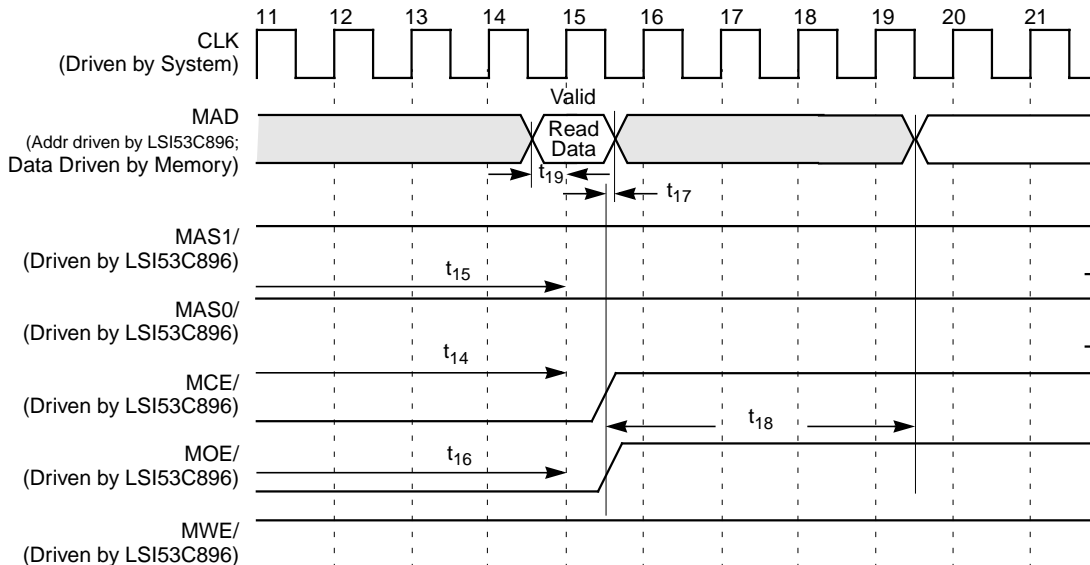 11 12 13 14 15 16 17 18 19 20 21
CLK
(Driven by System)
MAD
(Addr driven by LSI53C896;
Data Driven by Memory)
Valid
Read
Data
t19
t17
MAS1/
(Driven by LSI53C896)
t15
MAS0/
(Driven by LSI53C896)
t14
MCE/
(Driven by LSI53C896)
t18
MOE/
(Driven by LSI53C896)
t16
MWE/
(Driven by LSI53C896)